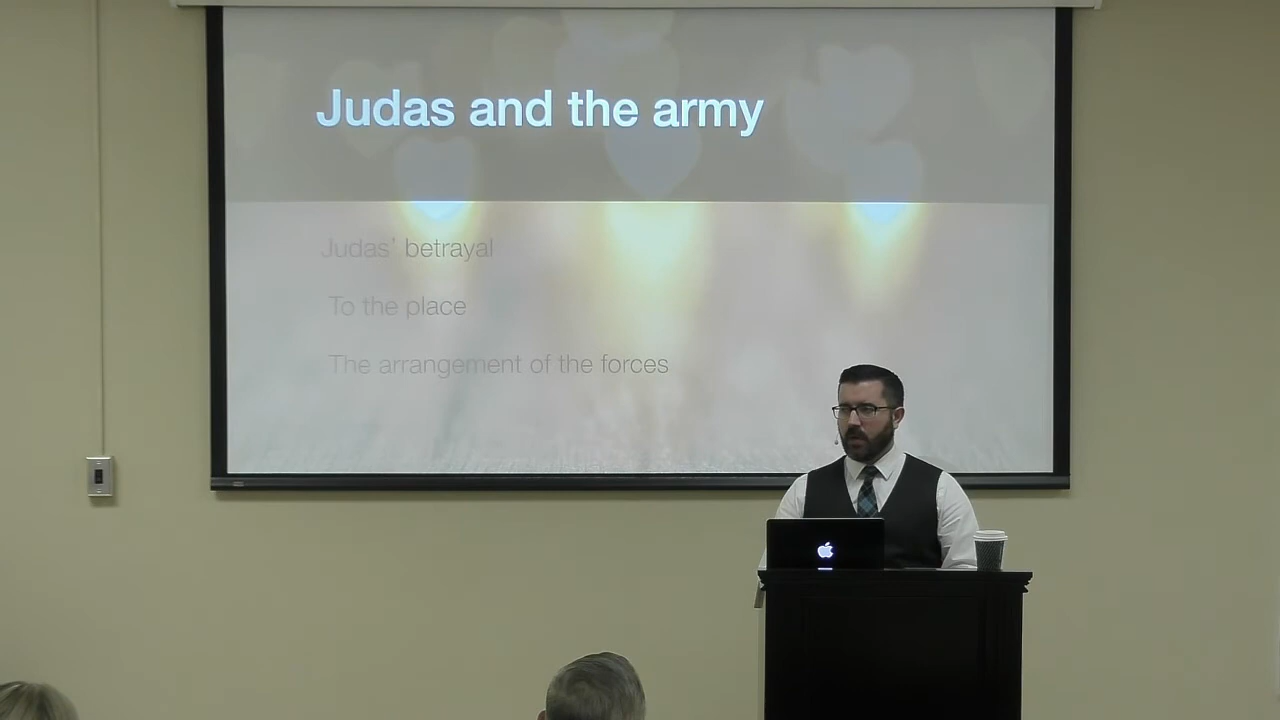 Judas and the army
Judas' betrayal
To the place
The arrangement of the forces